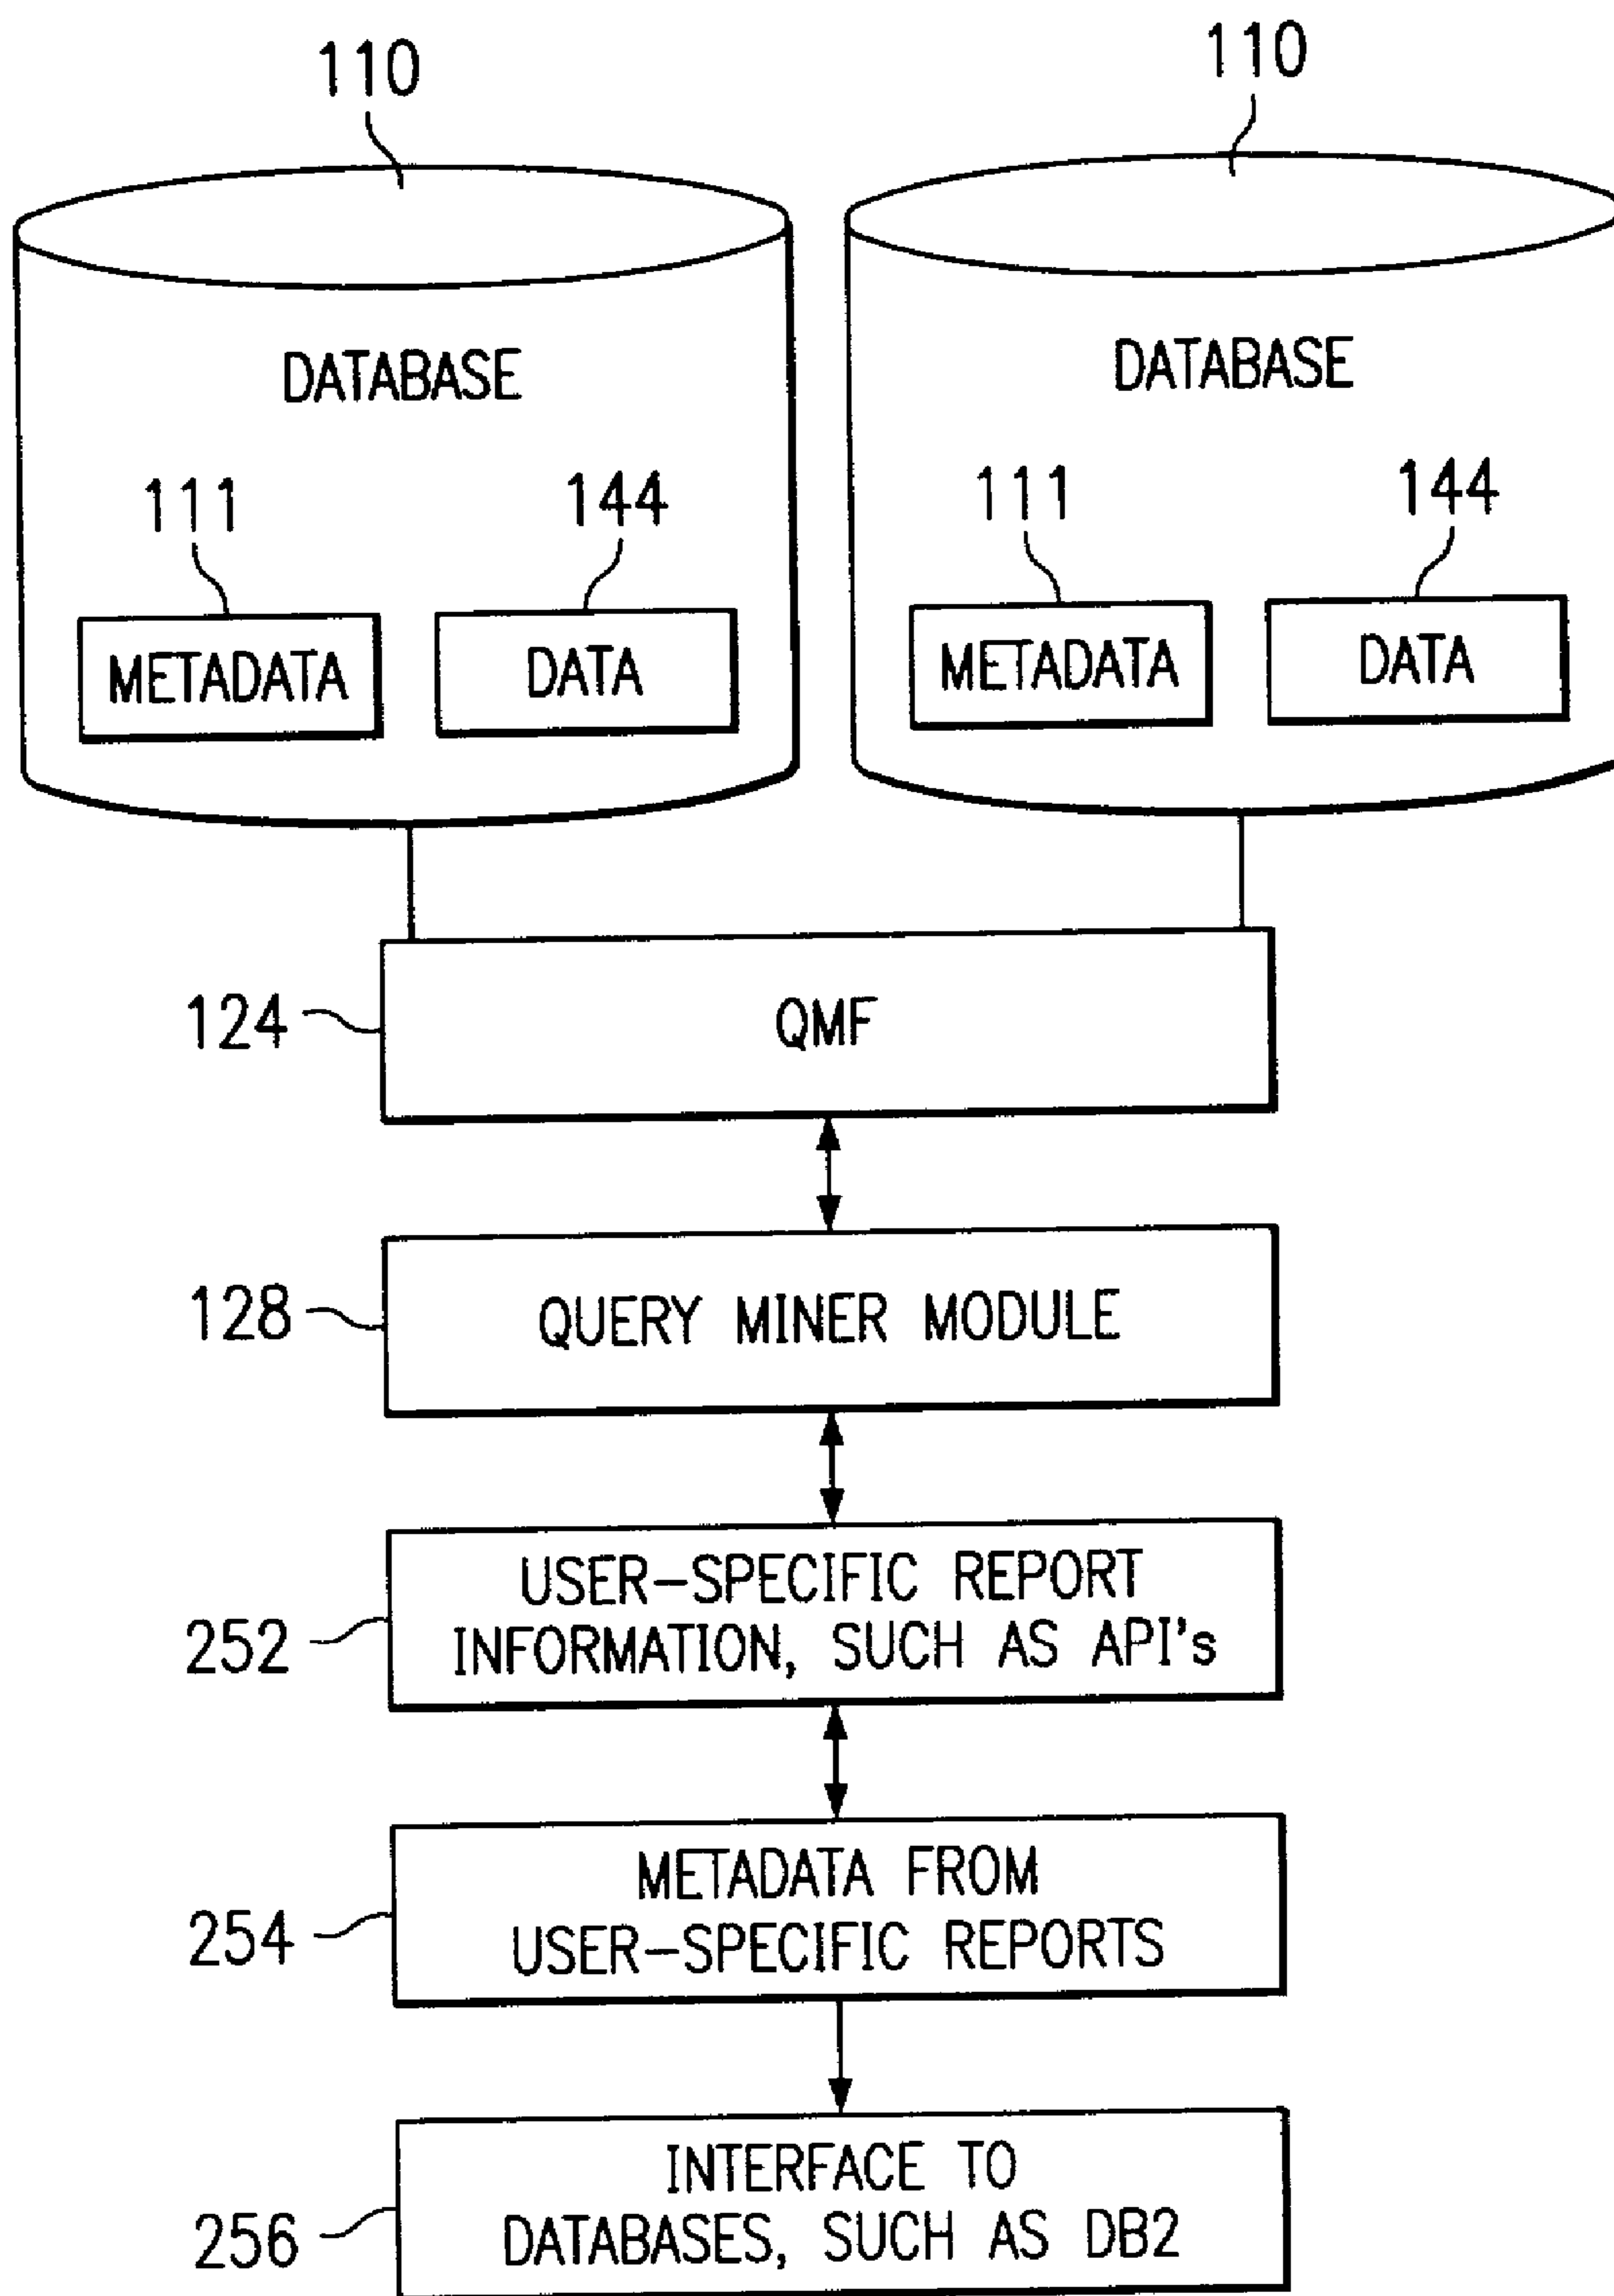 110
110
DATABASE
DATABASE
111
144
111
144
METADATA
DATA
METADATA
DATA
124
QMF
128
QUERY MINER MODULE
252
USER-SPECIFIC REPORT
INFORMATION, SUCH AS API's
254
METADATA FROM
USER-SPECIFIC REPORTS
256
INTERFACE TO
DATABASES, SUCH AS DB2